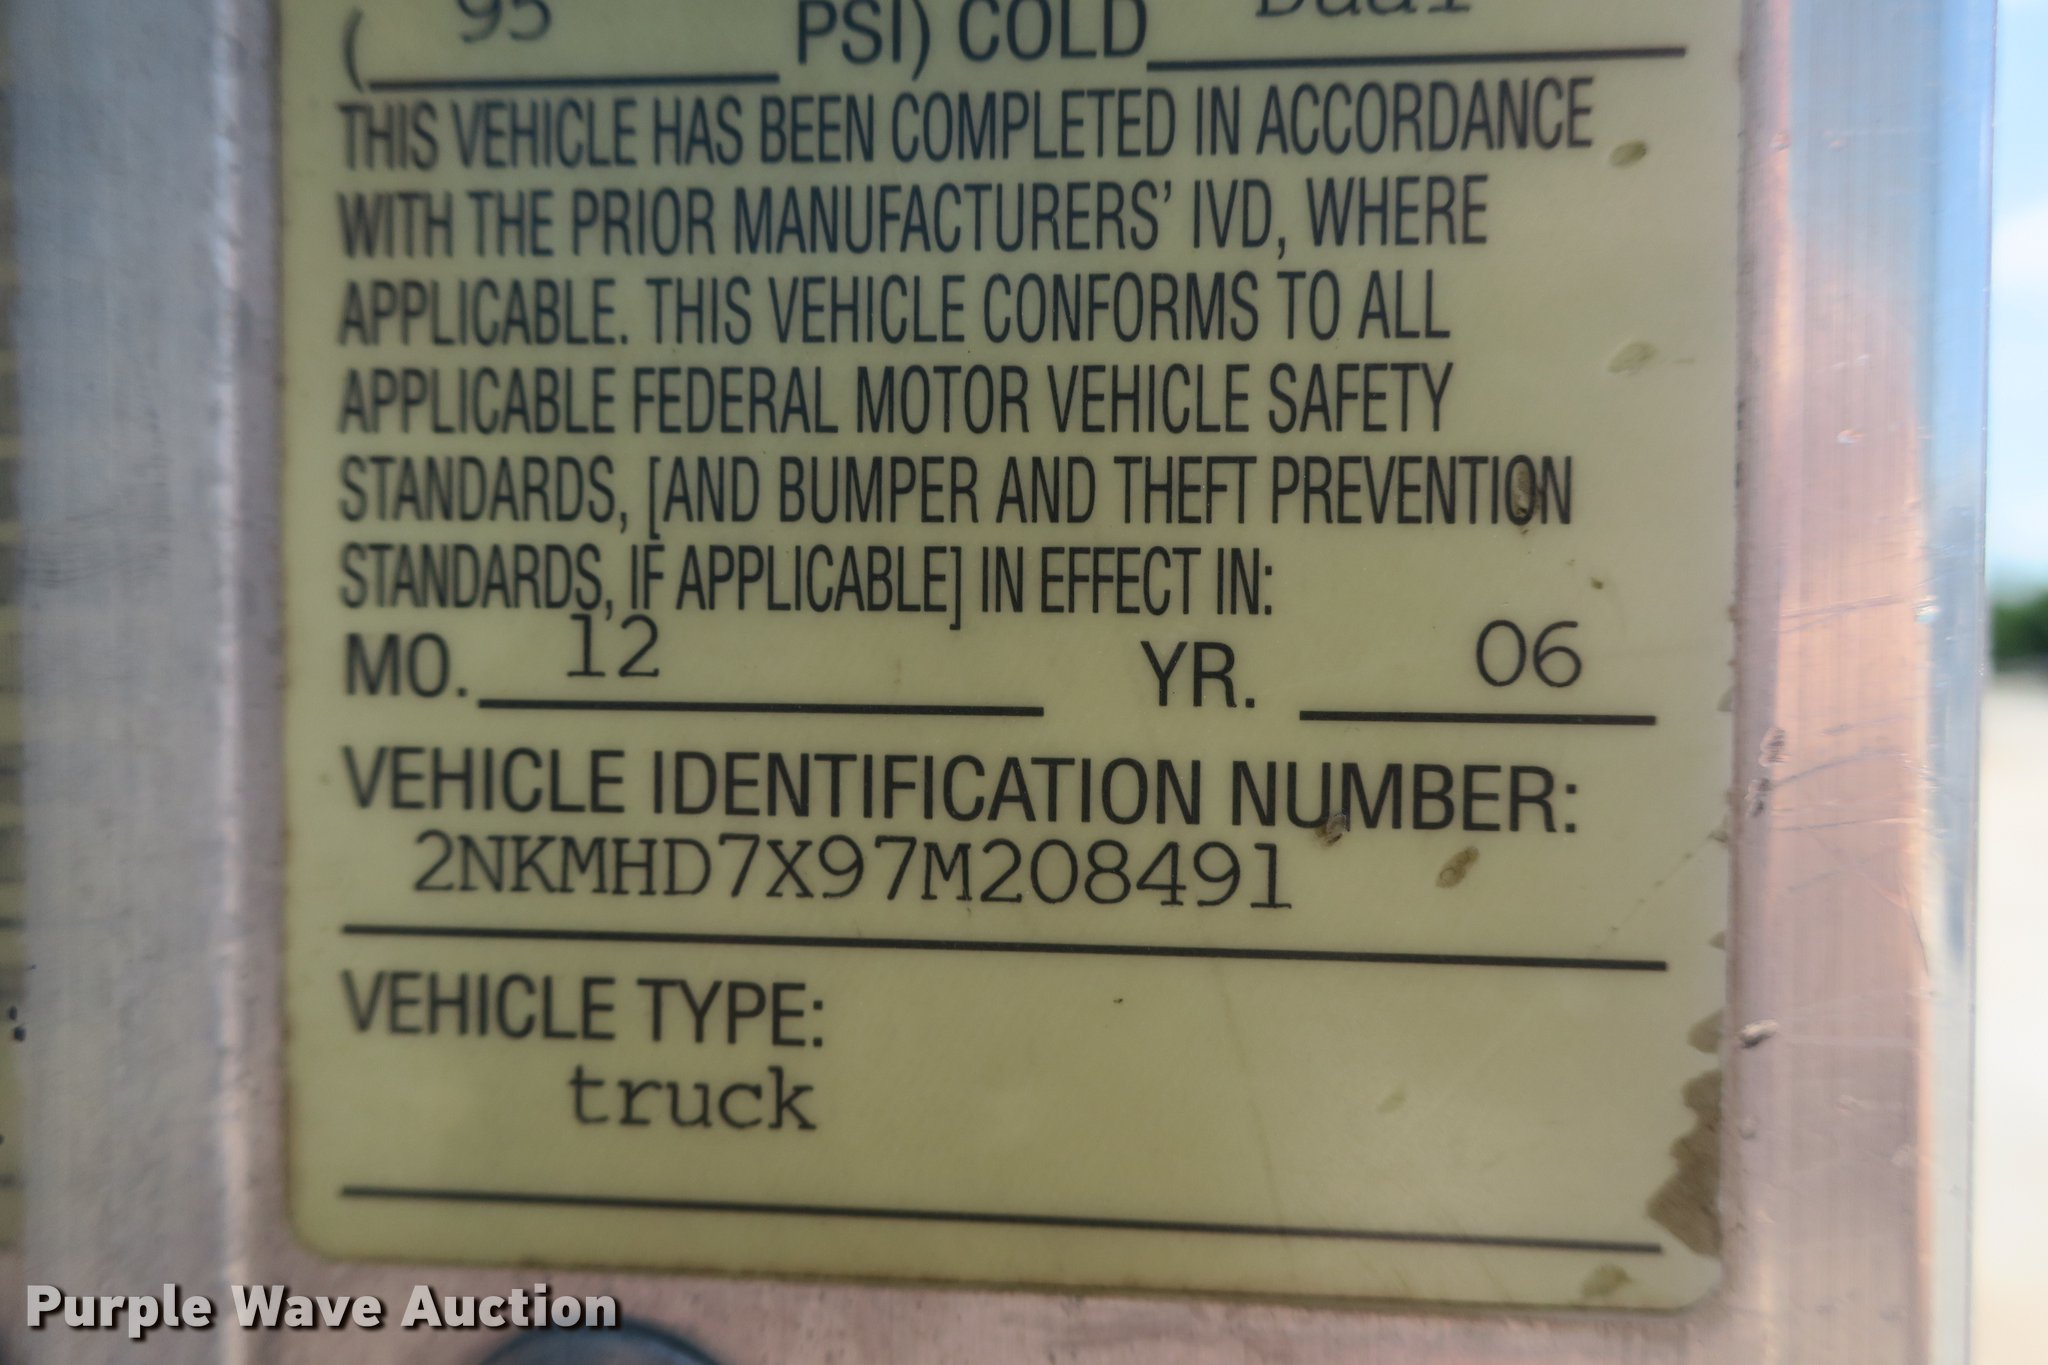 ( 95 PSI) COLD Dual
THIS VEHICLE HAS BEEN COMPLETED IN ACCORDANCE
WITH THE PRIOR MANUFACTURERS' IVD, WHERE
APPLICABLE. THIS VEHICLE CONFORMS TO ALL
APPLICABLE FEDERAL MOTOR VEHICLE SAFETY
STANDARDS, [AND BUMPER AND THEFT PREVENTION
STANDARDS, IF APPLICABLE] IN EFFECT IN:
MO. 12 YR. 06
VEHICLE IDENTIFICATION NUMBER:
2NKMHD7X97M208491
VEHICLE TYPE:
truck
Purple Wave Auction